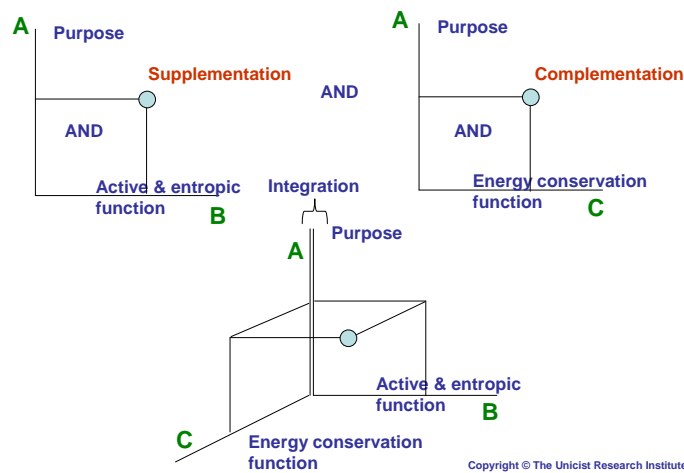 A
Purpose
Supplementation
AND
Active & entropic
function
B
AND
A
Purpose
Complementation
AND
Energy conservation
function
C
Integration
Purpose
A
Active & entropic
function
B
C
Energy conservation
function
Copyright © The Unicist Research Institute